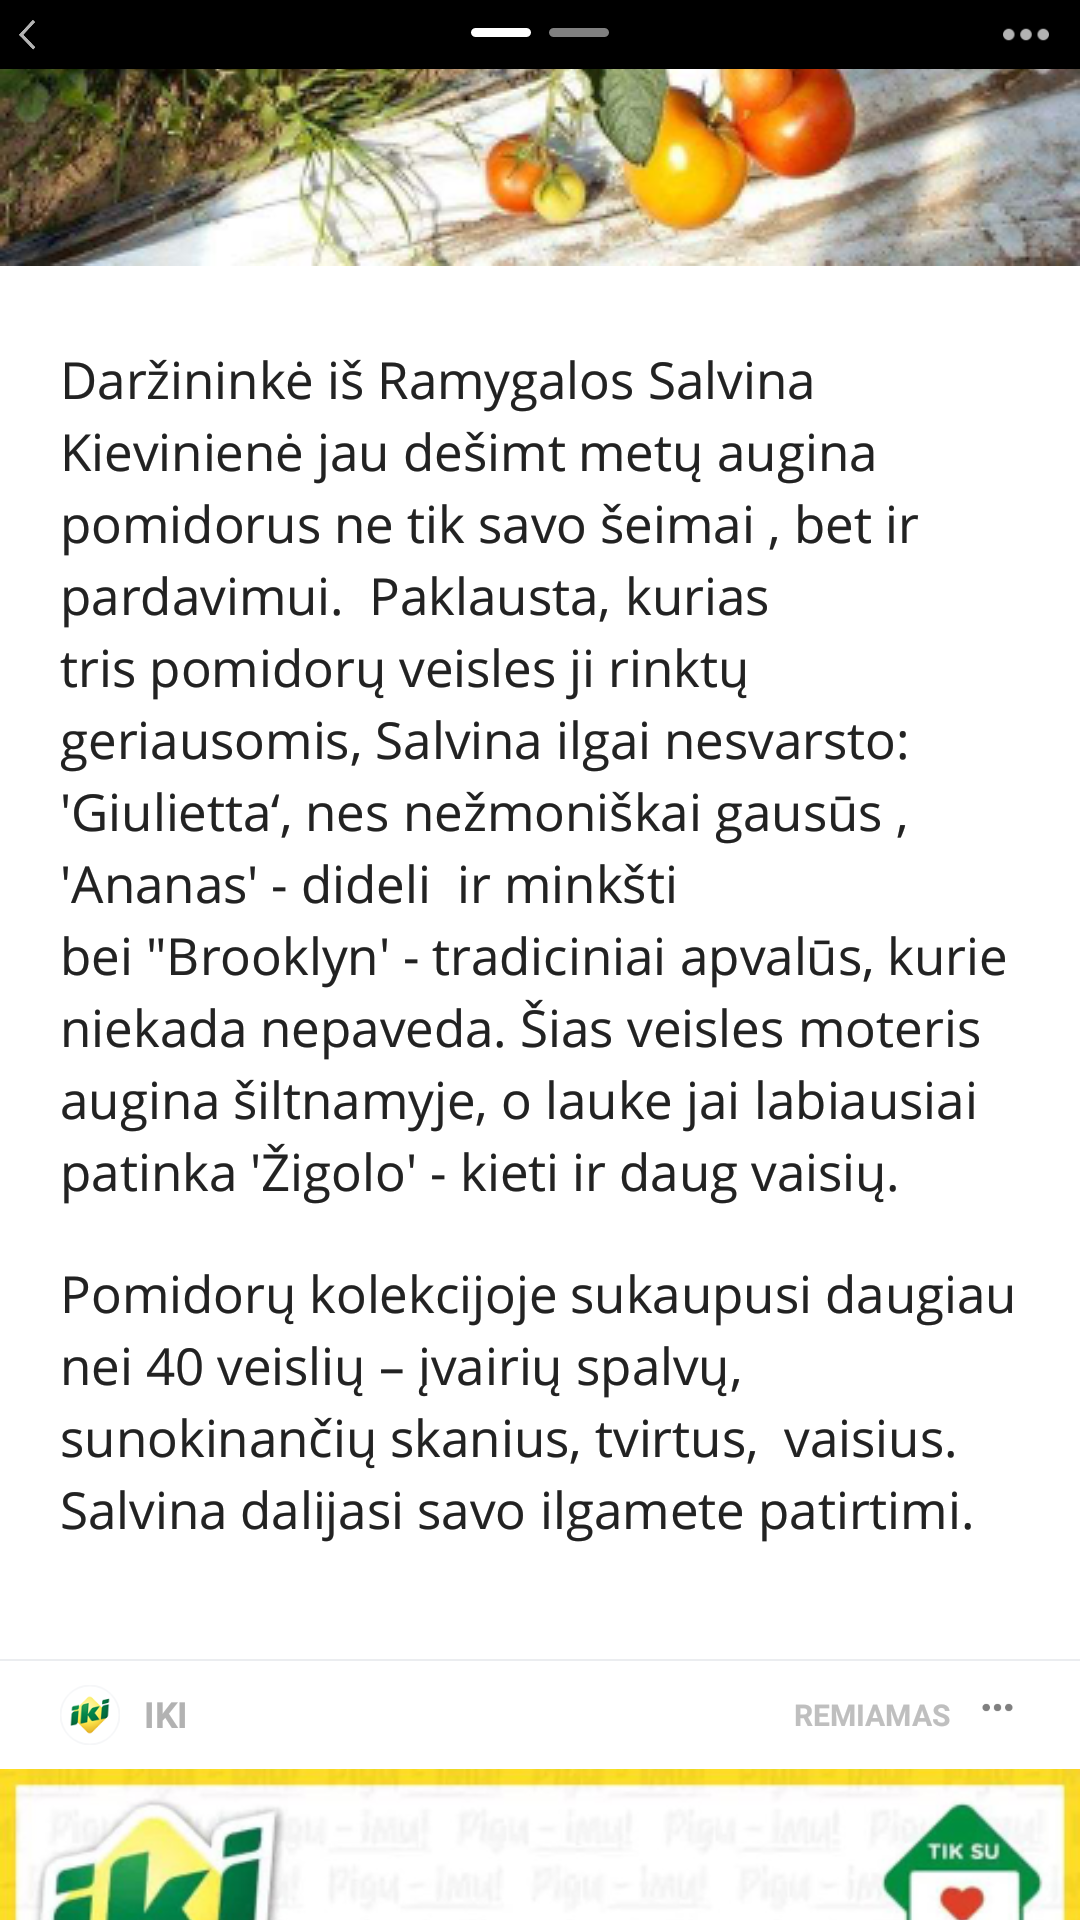 Daržininkė iš Ramygalos Salvina
Kievinienė jau dešimt metų augina
pomidorus ne tik savo šeimai , bet ir
pardavimui.  Paklausta, kurias
tris pomidorų veisles ji rinktų
geriausomis, Salvina ilgai nesvarsto:
'Giulietta‘, nes nežmoniškai gausūs ,
'Ananas' - dideli  ir minkšti
bei "Brooklyn' - tradiciniai apvalūs, kurie
niekada nepaveda. Šias veisles moteris
augina šiltnamyje, o lauke jai labiausiai
patinka 'Žigolo' - kieti ir daug vaisių.
Pomidorų kolekcijoje sukaupusi daugiau
nei 40 veislių – įvairių spalvų,
sunokinančių skanius, tvirtus,  vaisius.
Salvina dalijasi savo ilgamete patirtimi.
iki IKI REMIAMAS
Pigu - imu! Pigu - imu! Pigu - imu!
iki TIK SU
Pigu - imu! Pigu - imu!